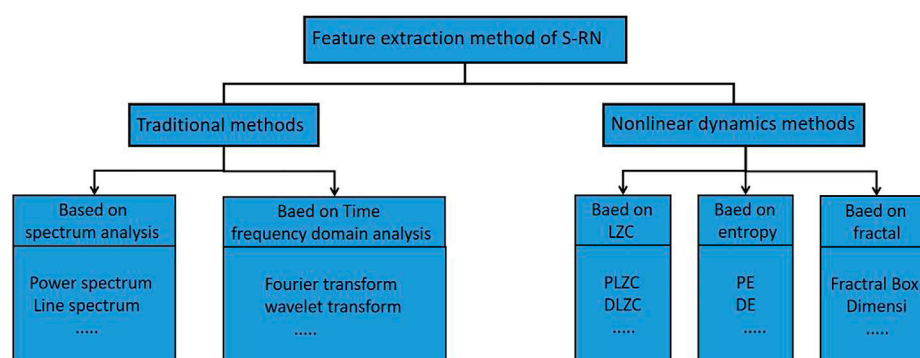 Feature extraction method of S-RN
Traditional methods
Nonlinear dynamics methods
Based on
spectrum analysis
Power spectrum
Line spectrum
.....
Baed on Time
frequency domain analysis
Fourier transform
wavelet transform
.....
Baed on
LZC
PLZC
DLZC
.....
Baed on
entropy
PE
DE
.....
Baed on
fractal
Fractral Box
Dimensi
.....